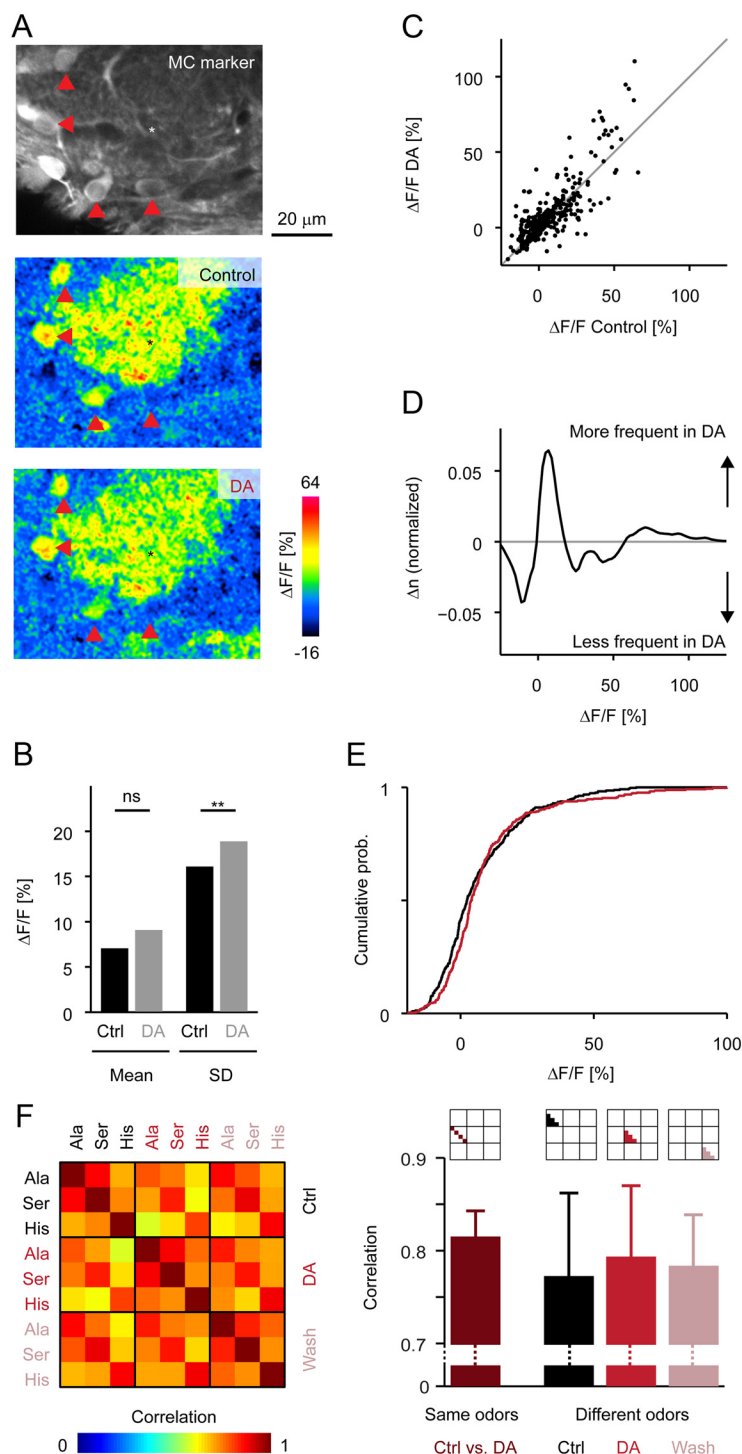 A
MC marker
*
20 μm
Control
*
DA
*
64
ΔF/F [%]
-16
B
ns
**
20
15
10
5
0
ΔF/F [%]
Ctrl DA Ctrl DA
Mean SD
C
100
50
0
ΔF/F DA [%]
0 50 100
ΔF/F Control [%]
D
More frequent in DA
0.05
0
−0.05
Δn (normalized)
Less frequent in DA
0 50 100
ΔF/F [%]
E
1
0
Cumulative prob.
0 50 100
ΔF/F [%]
F
Ala Ser His Ala Ser His Ala Ser His
Ala
Ser
His
Ctrl
Ala
Ser
His
DA
Ala
Ser
His
Wash
Correlation
0 1
0.9
0.8
0.7
0
Correlation
Same odors Different odors
Ctrl vs. DA Ctrl DA Wash